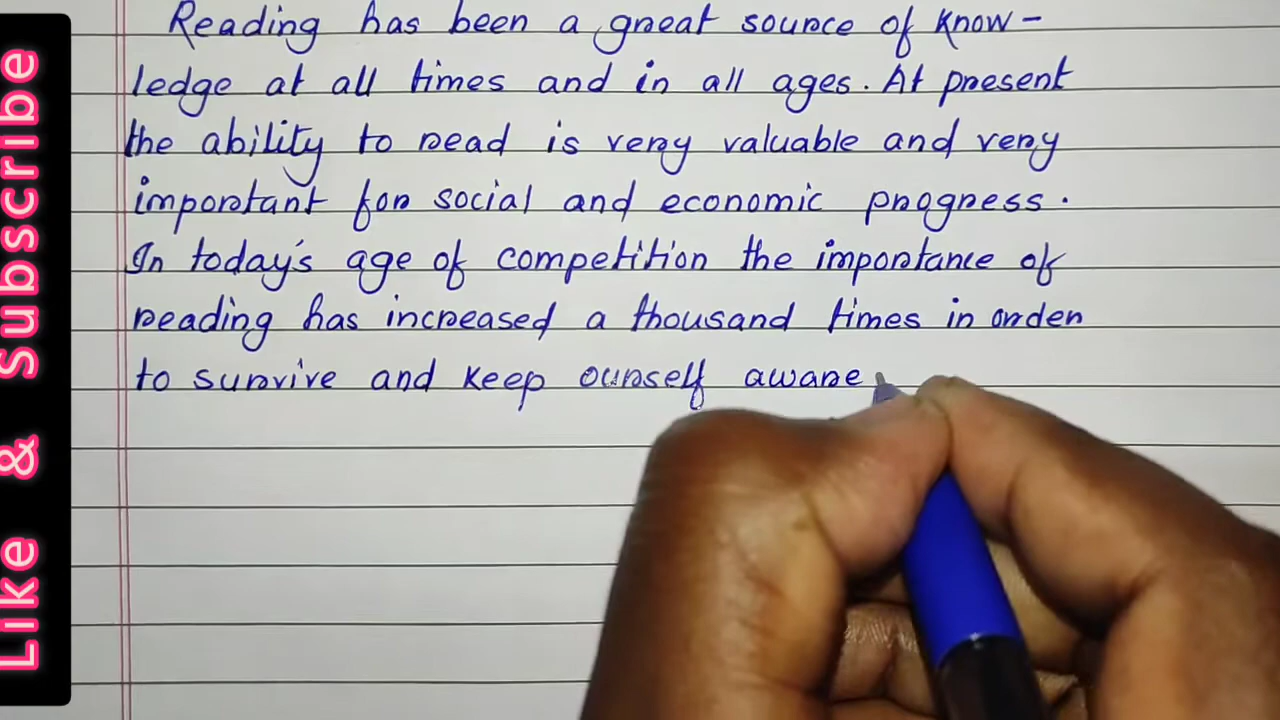 Like & Subscribe
Reading has been a great source of know-
ledge at all times and in all ages. At present
the ability to read is very valuable and very
important for social and economic progress.
In today's age of competition the importance of
reading has increased a thousand times in order
to survive and keep ourself aware